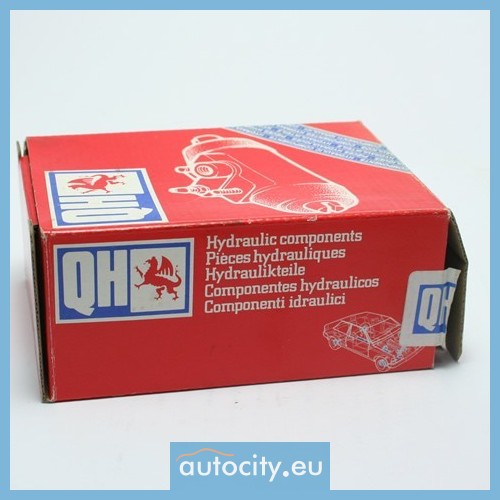 QH
QH
Hydraulic components
Pièces hydrauliques
Hydraulikteile
Componentes hydraulicos
Componenti idraulici
QH
autocity.eu